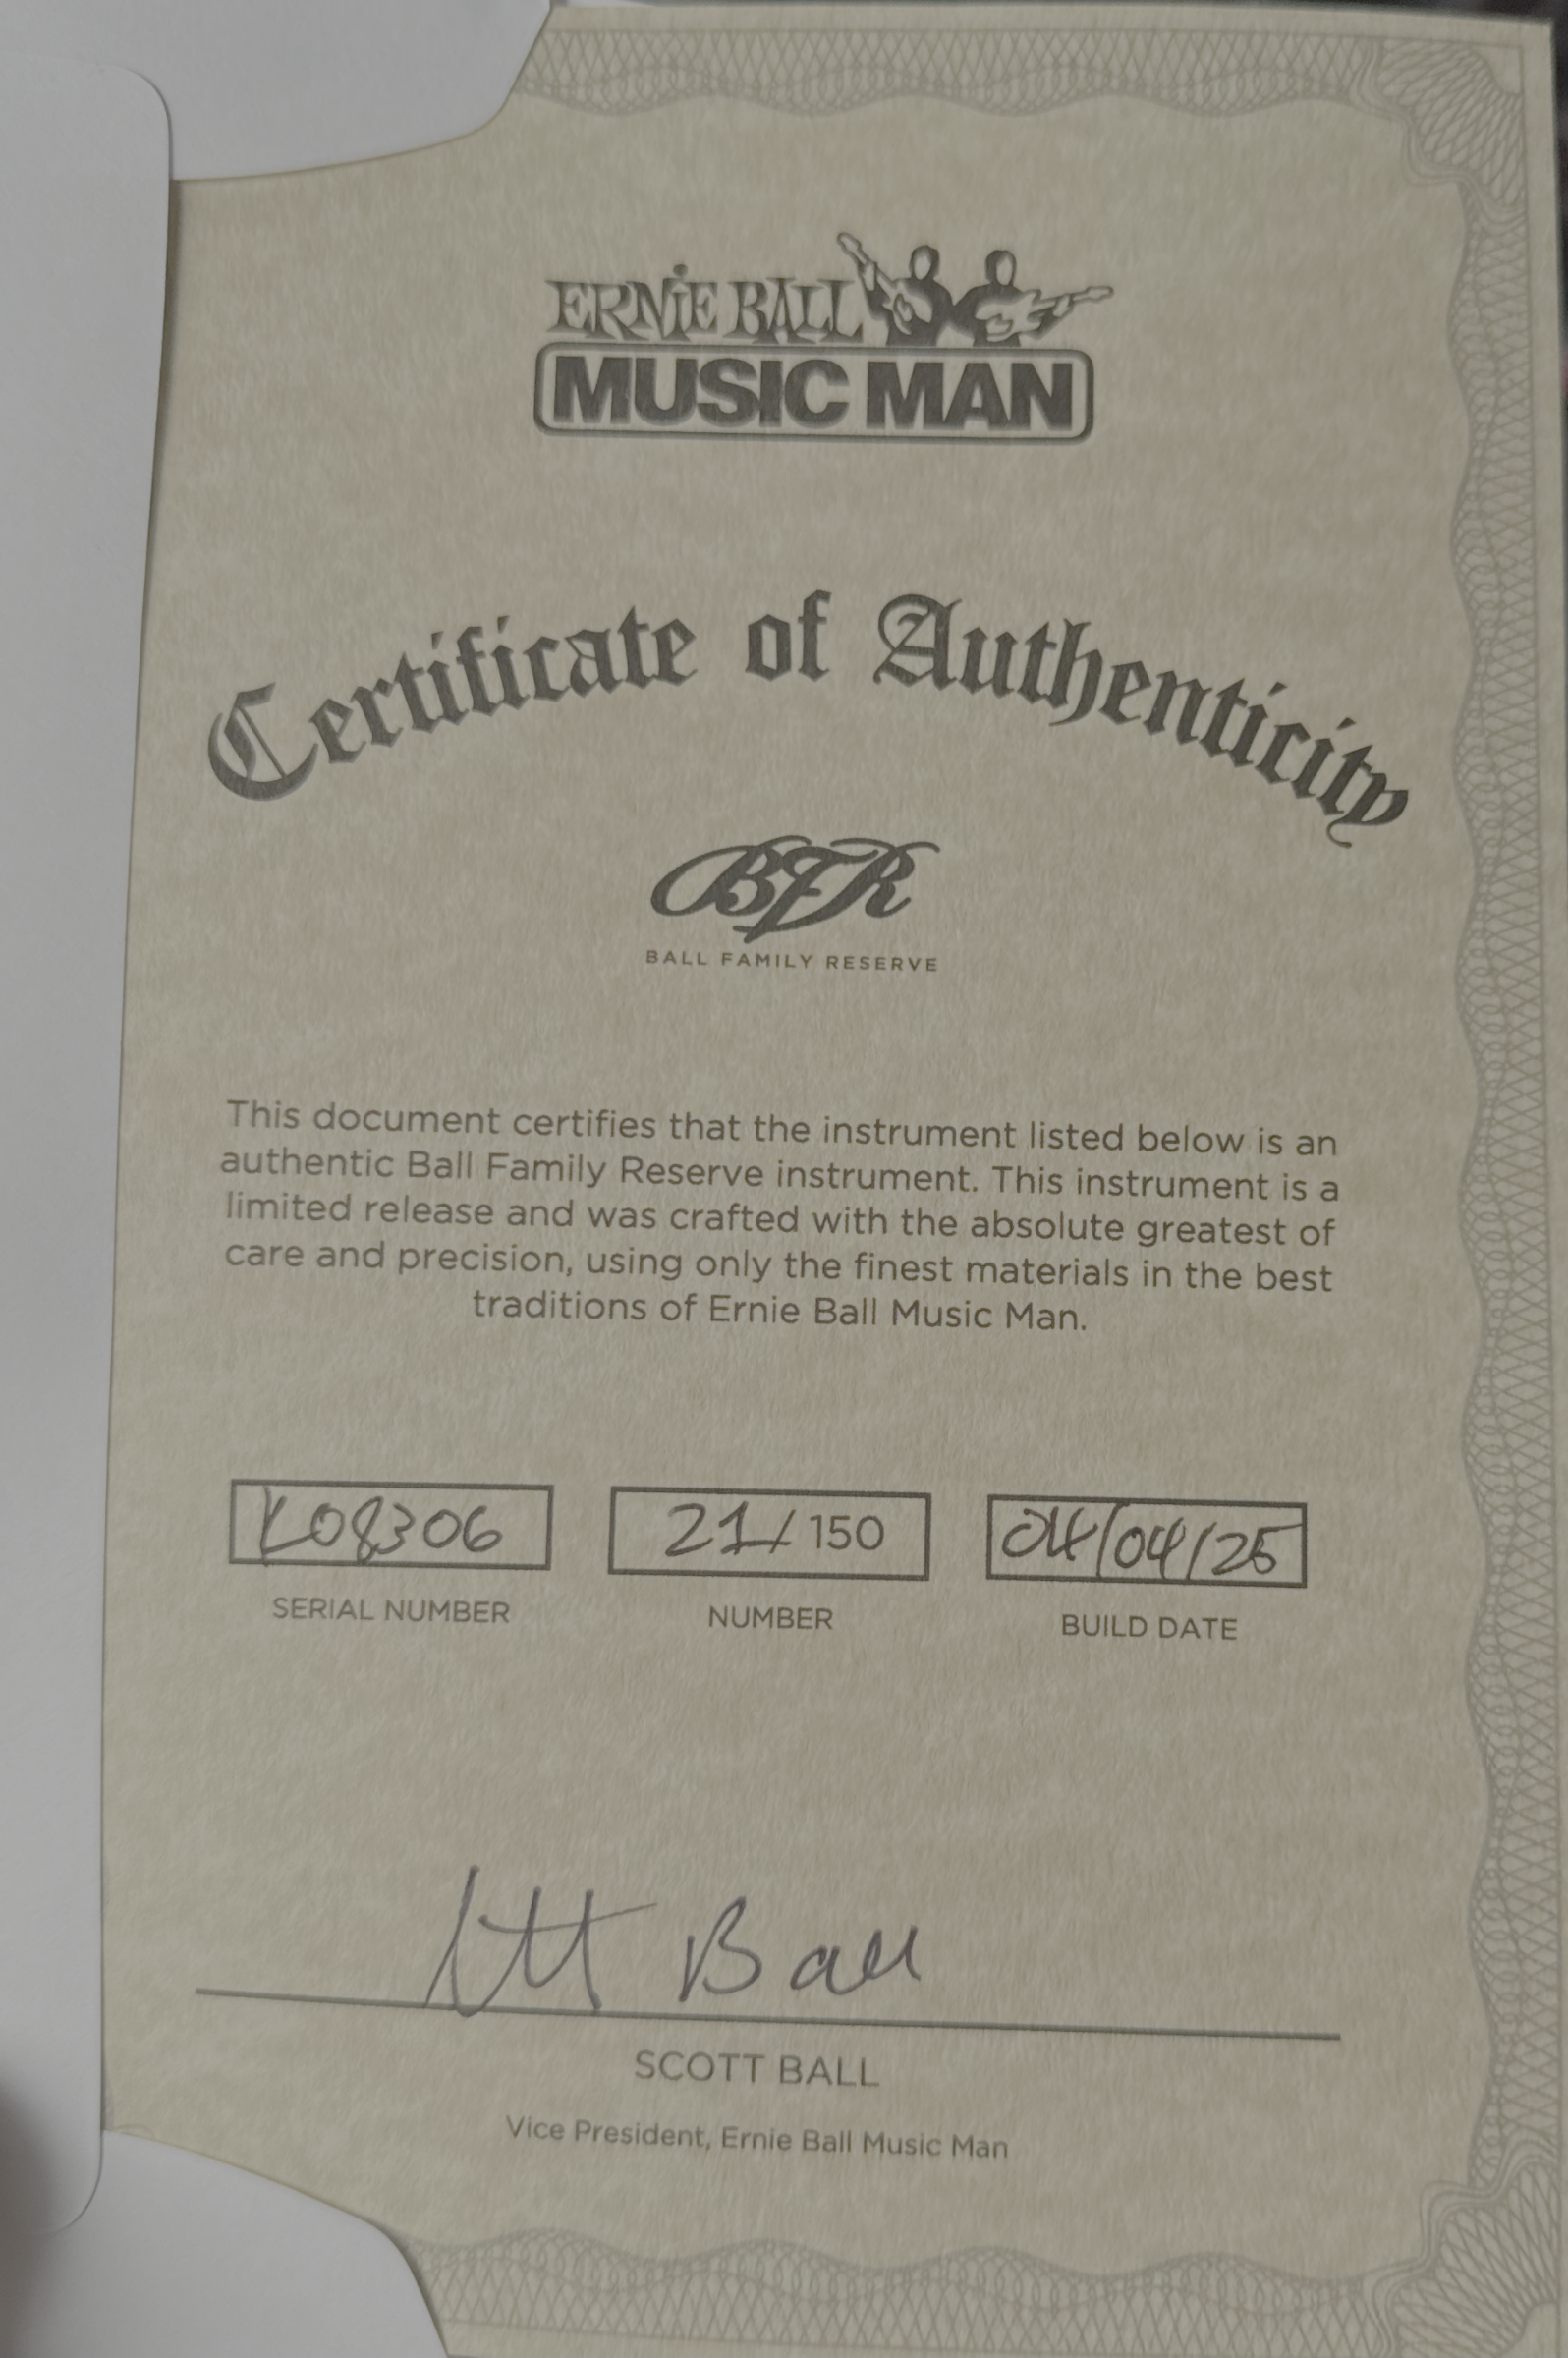 ERNIE BALL
MUSIC MAN
Certificate of Authenticity
BFR
BALL FAMILY RESERVE
This document certifies that the instrument listed below is an
authentic Ball Family Reserve instrument. This instrument is a
limited release and was crafted with the absolute greatest of
care and precision, using only the finest materials in the best
traditions of Ernie Ball Music Man.
K08306 21/150 04/04/25
SERIAL NUMBER NUMBER BUILD DATE
Scott Ball
SCOTT BALL
Vice President, Ernie Ball Music Man